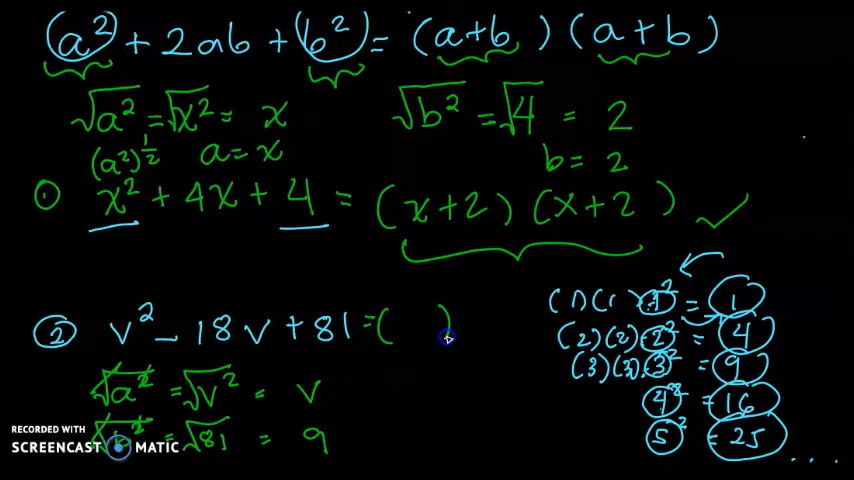 (a²) + 2ab + (b²) = (a+b) (a+b)
√a² = √x² = x √b² = √4 = 2
(a²)^½ a = x b = 2
① x² + 4x + 4 = (x+2) (x+2) ✓
(1)(1) 1² = 1
② v² - 18v + 81 = ( )
(2)(2) 2² = 4
(3)(3) 3² = 9
√a² = √v² = v
4² = 16
√b² = √81 = 9
5² = 25 ....
RECORDED WITH
SCREENCAST MATIC